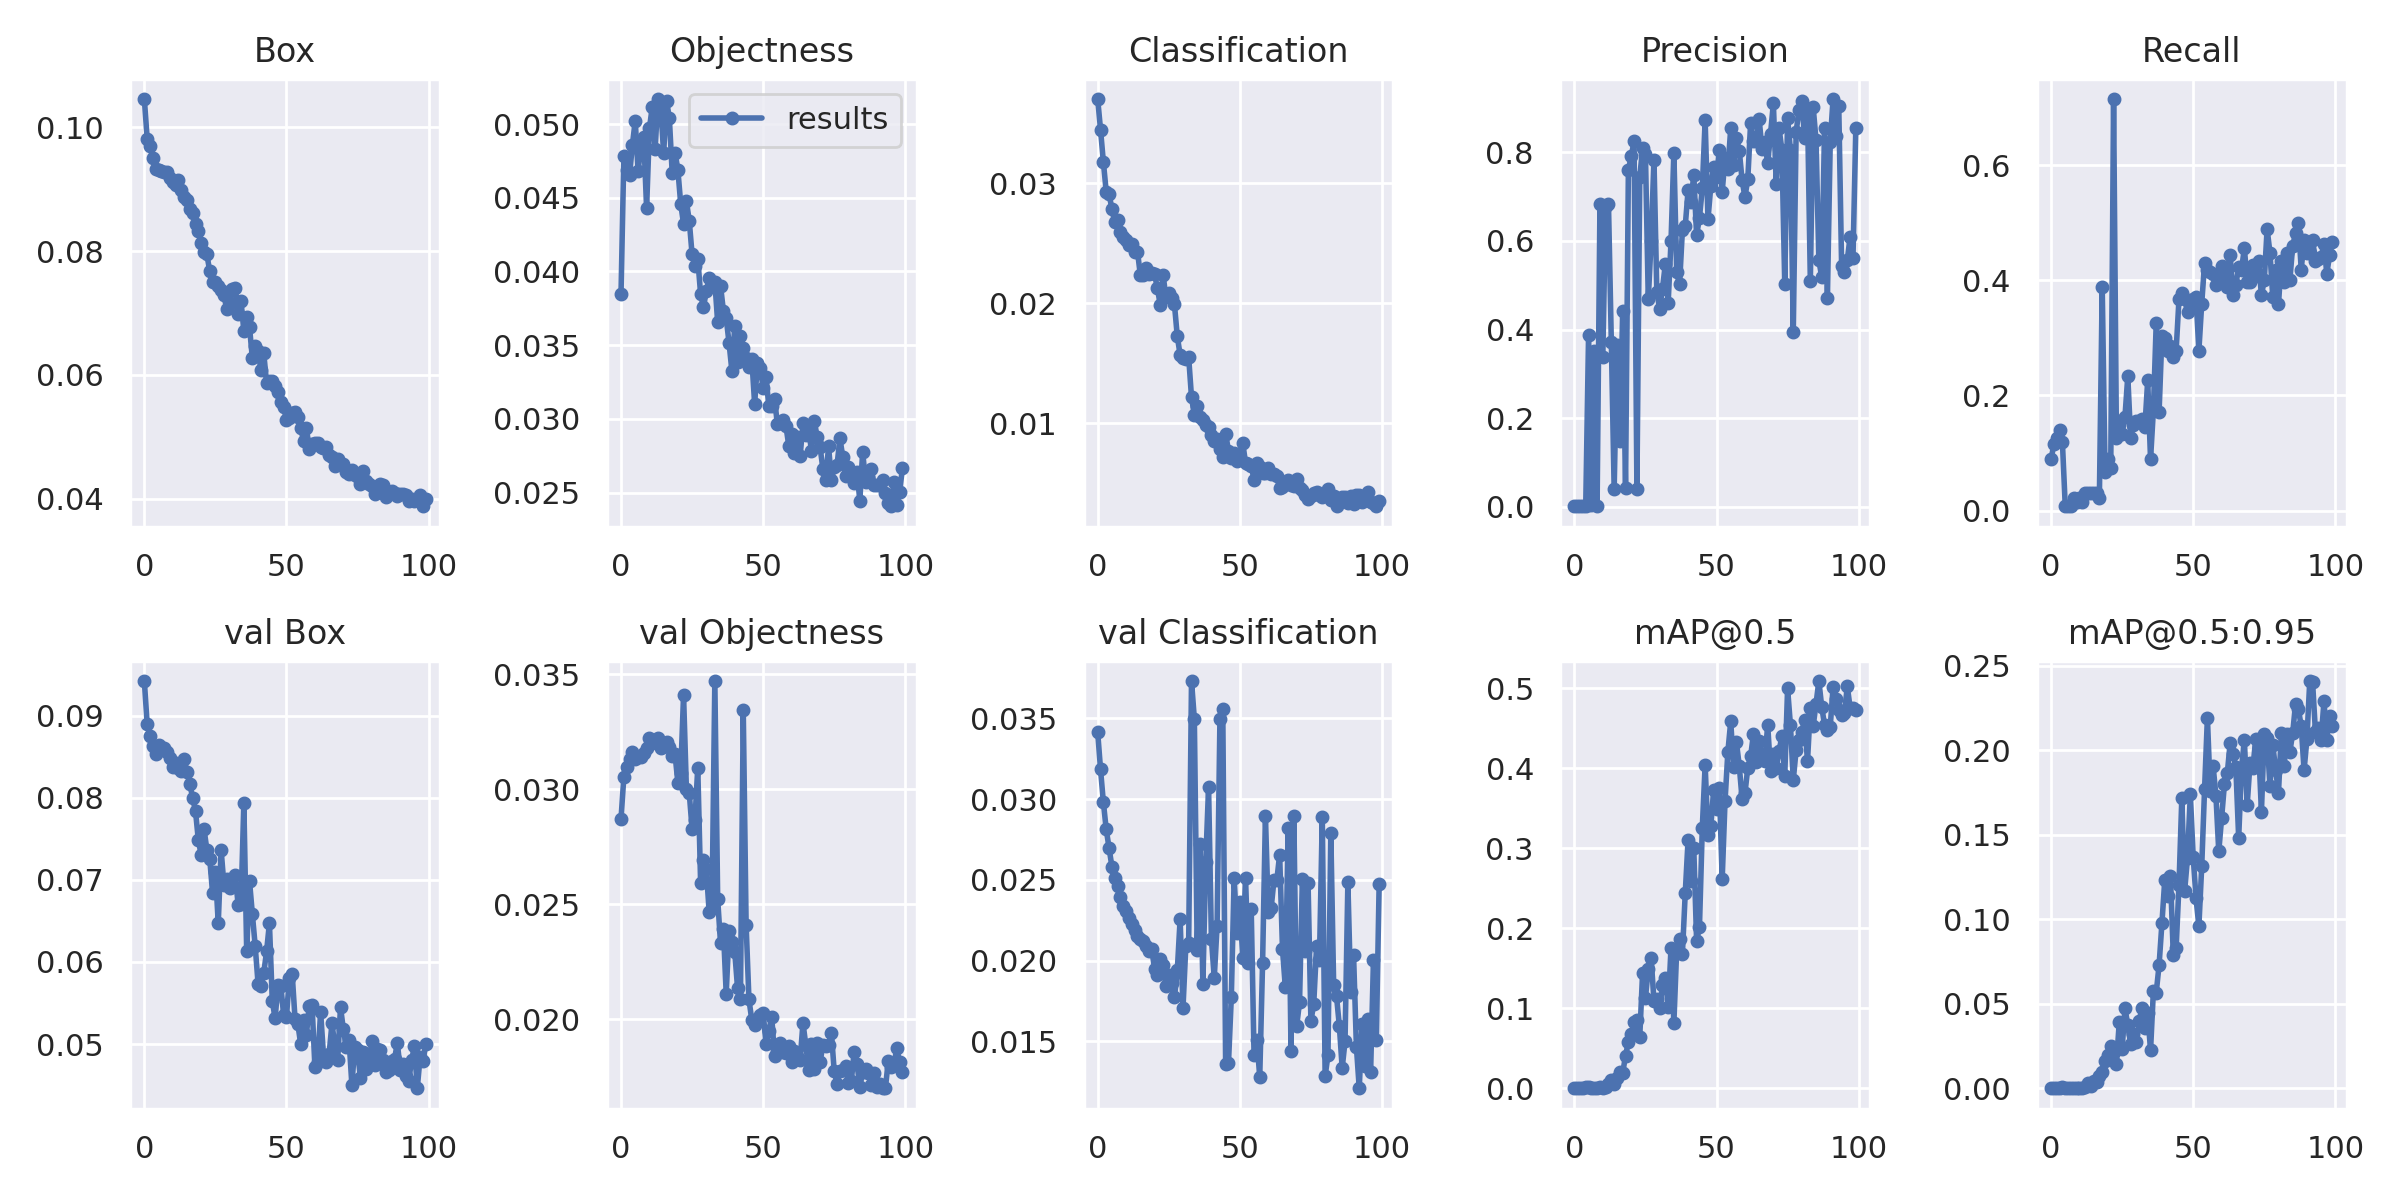 Box
Objectness
Classification
Precision
Recall
0.10
0.08
0.06
0.04
0 50 100
0.050
0.045
0.040
0.035
0.030
0.025
results
0 50 100
0.03
0.02
0.01
0 50 100
0.8
0.6
0.4
0.2
0.0
0 50 100
0.6
0.4
0.2
0.0
0 50 100
val Box
val Objectness
val Classification
mAP@0.5
mAP@0.5:0.95
0.09
0.08
0.07
0.06
0.05
0 50 100
0.035
0.030
0.025
0.020
0 50 100
0.035
0.030
0.025
0.020
0.015
0 50 100
0.5
0.4
0.3
0.2
0.1
0.0
0 50 100
0.25
0.20
0.15
0.10
0.05
0.00
0 50 100